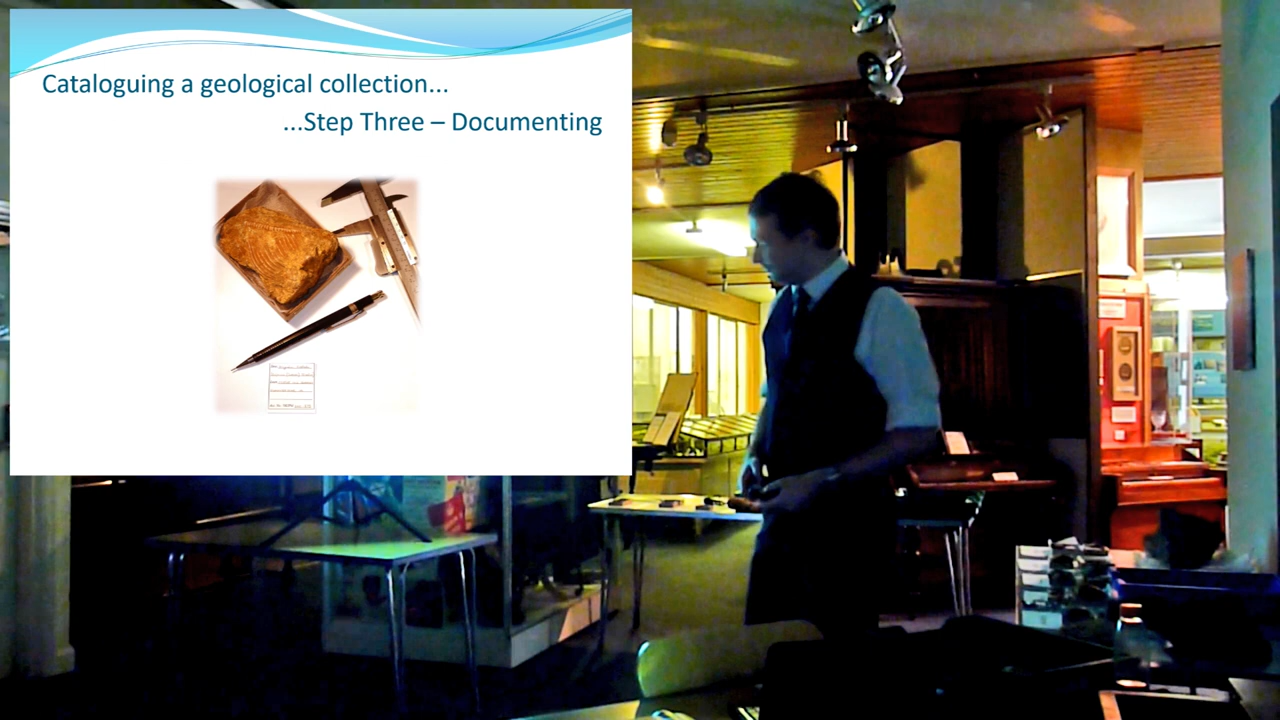 Cataloguing a geological collection...
...Step Three – Documenting